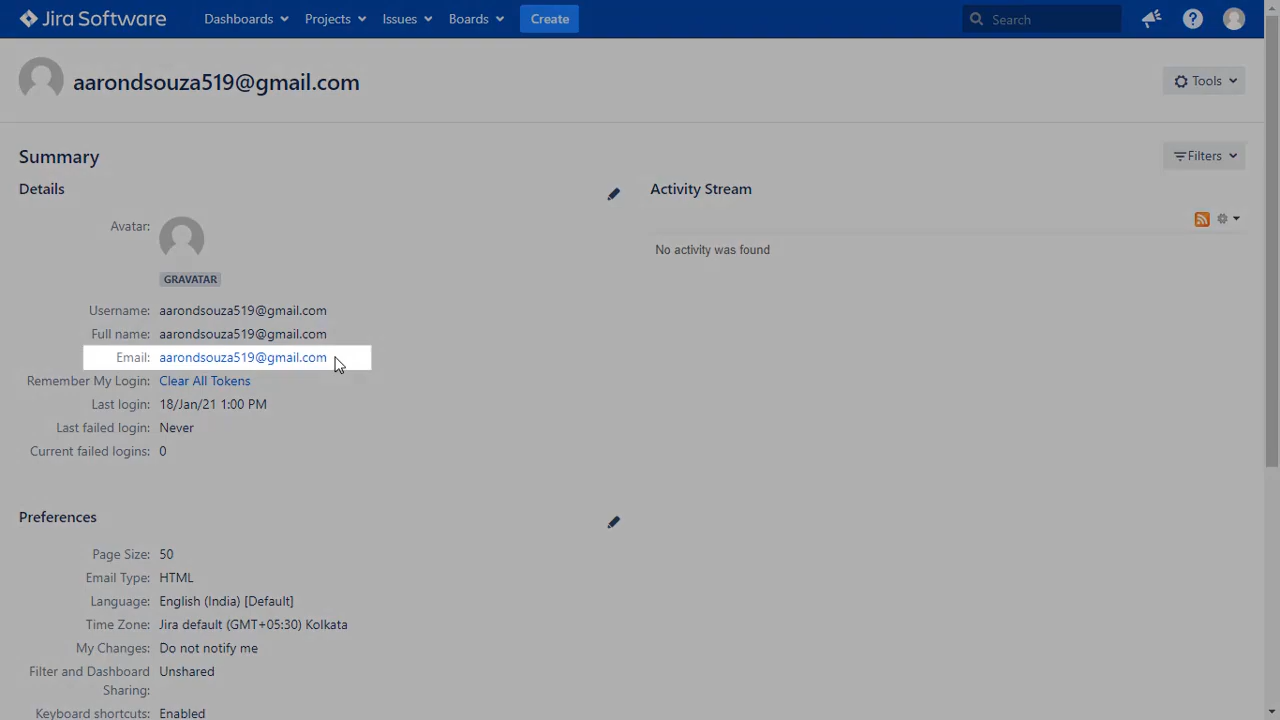 Jira Software Dashboards Projects Issues Boards Create Search
aarondsouza519@gmail.com Tools
Summary Filters
Details Activity Stream
Avatar:
No activity was found
GRAVATAR
Username: aarondsouza519@gmail.com
Full name: aarondsouza519@gmail.com
Email: aarondsouza519@gmail.com
Remember My Login: Clear All Tokens
Last login: 18/Jan/21 1:00 PM
Last failed login: Never
Current failed logins: 0
Preferences
Page Size: 50
Email Type: HTML
Language: English (India) [Default]
Time Zone: Jira default (GMT+05:30) Kolkata
My Changes: Do not notify me
Filter and Dashboard Unshared
Sharing:
Keyboard shortcuts: Enabled